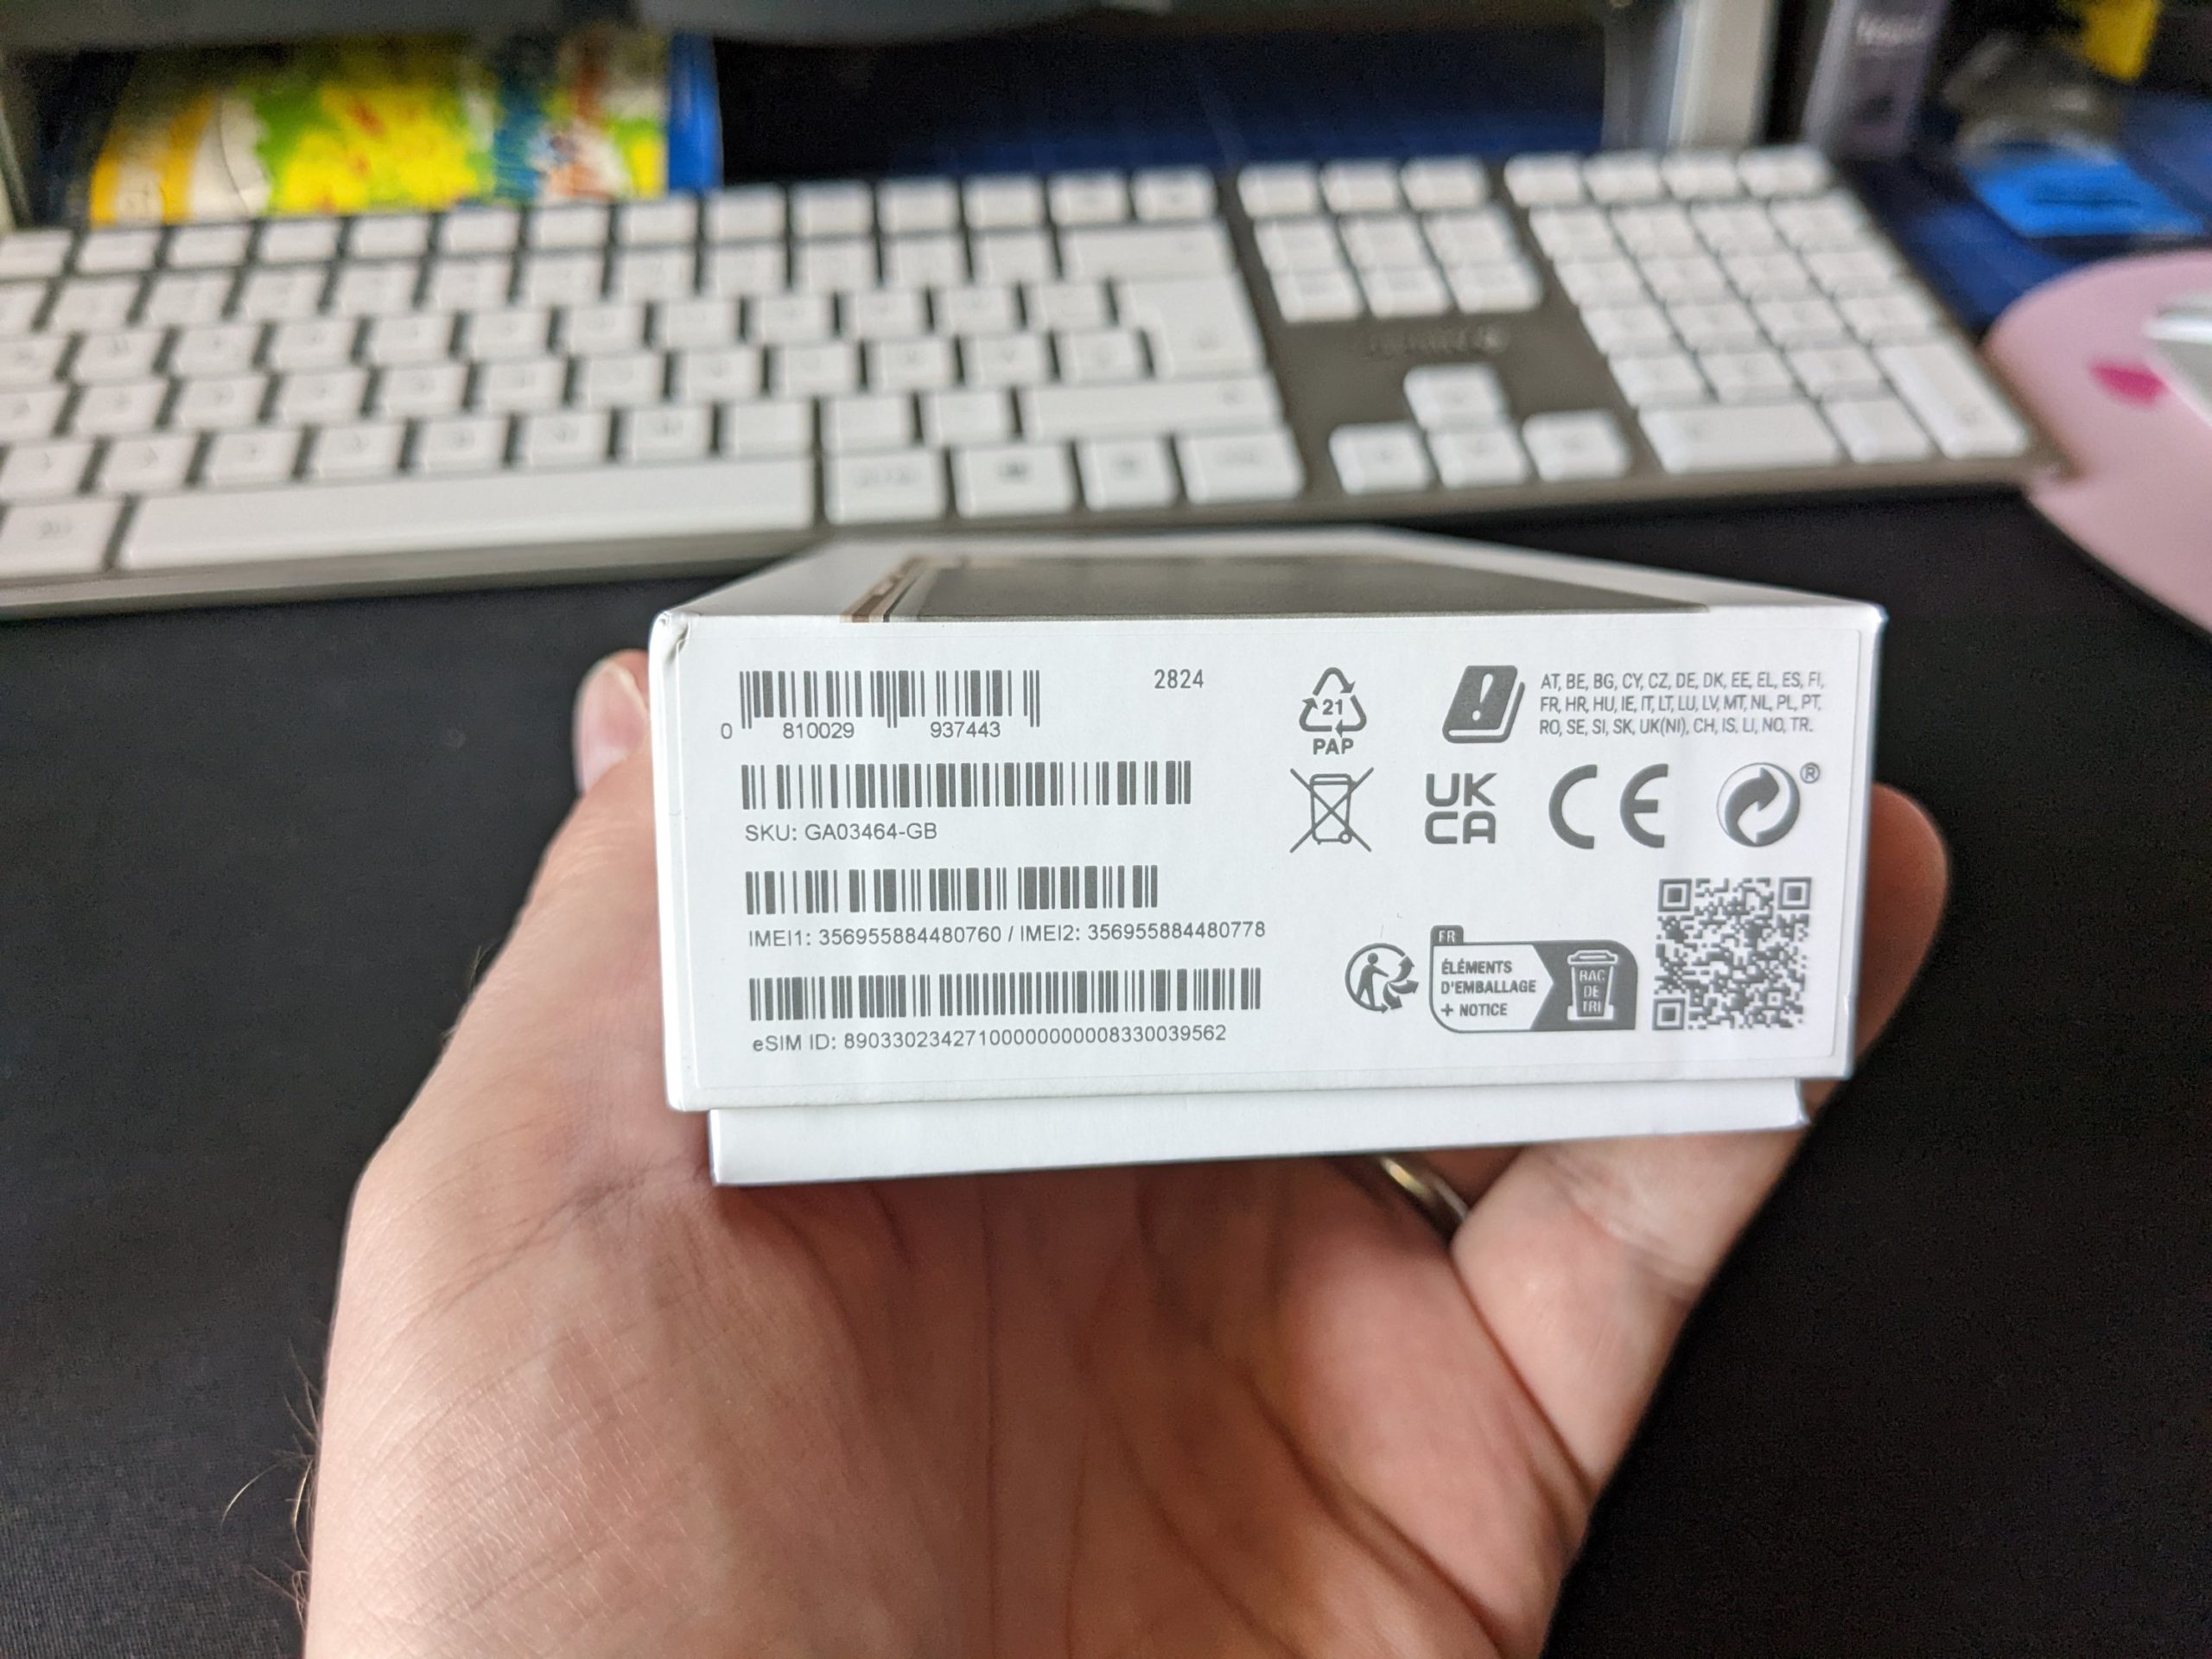 0 810029 937443
2824
SKU: GA03464-GB
IMEI1: 356955884480760 / IMEI2: 356955884480778
eSIM ID: 89033023427100000000008330039562
21
PAP
AT, BE, BG, CY, CZ, DE, DK, EE, EL, ES, FI,
FR, HR, HU, IE, IT, LT, LU, LV, MT, NL, PL, PT,
RO, SE, SI, SK, UK(NI), CH, IS, LI, NO, TR.
UK
CA
CE
®
FR
ÉLÉMENTS
D'EMBALLAGE
+ NOTICE
BAC
DE
TRI